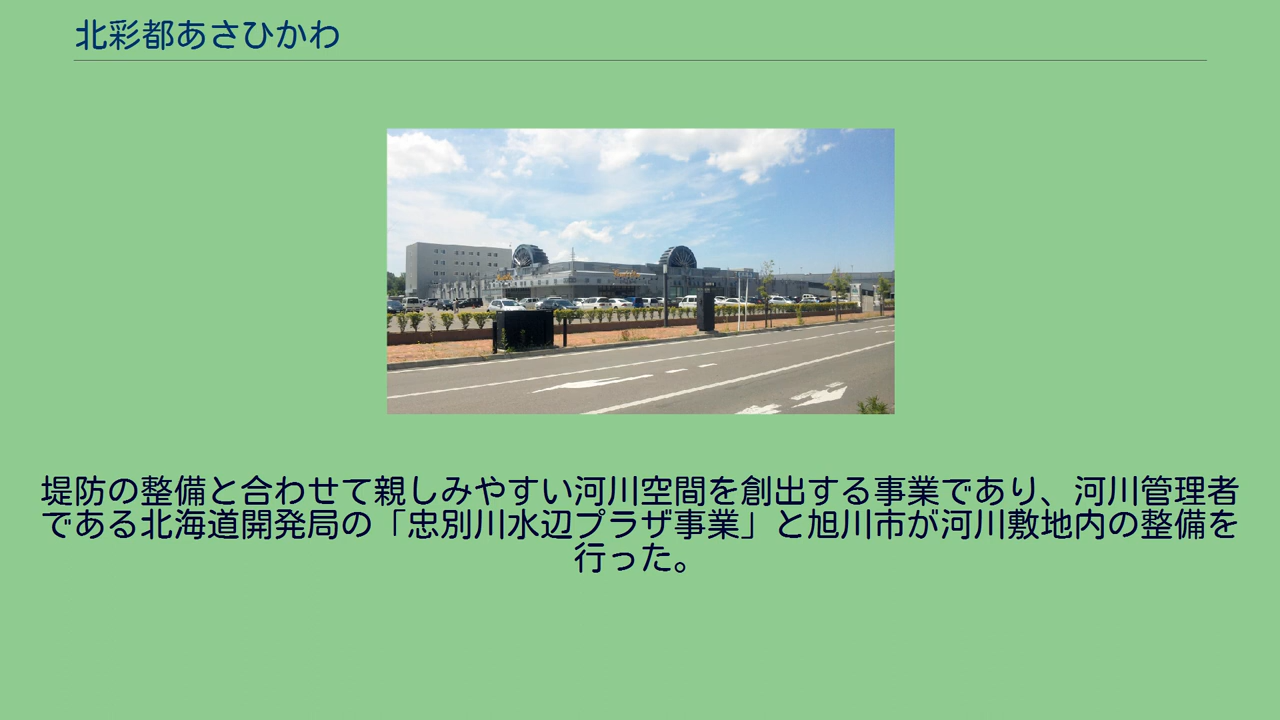 北彩都あさひかわ
堤防の整備と合わせて親しみやすい河川空間を創出する事業であり、河川管理者
である北海道開発局の「忠別川水辺プラザ事業」と旭川市が河川敷地内の整備を
行った。